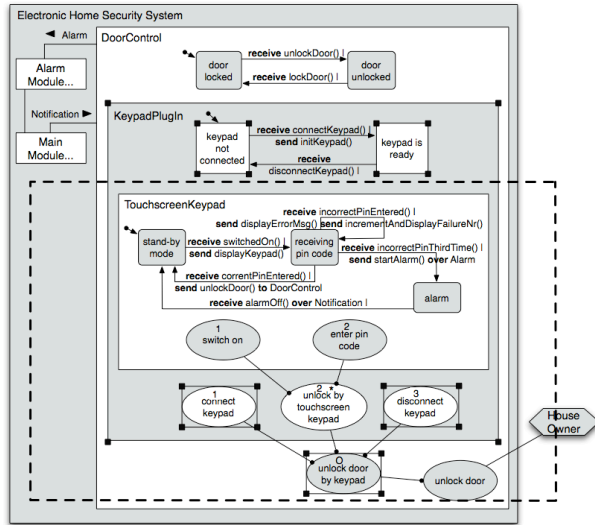 Electronic Home Security System
Alarm
DoorControl
Alarm
Module...
door
locked
receive unlockDoor() |
receive lockDoor() |
door
unlocked
Notification
Main
Module...
KeypadPlugIn
keypad
not
connected
receive connectKeypad() |
send initKeypad()
receive
disconnectKeypad() |
keypad is
ready
TouchscreenKeypad
receive incorrectPinEntered() |
send displayErrorMsg() send incrementAndDisplayFailureNr()
stand-by
mode
receive switchedOn() |
send displayKeypad()
receiving
pin code
receive incorrectPinThirdTime() |
send startAlarm() over Alarm
receive correntPinEntered() |
send unlockDoor() to DoorControl
receive alarmOff() over Notification |
alarm
1
switch on
2
enter pin
code
1
connect
keypad
2 *
unlock by
touchscreen
keypad
3
disconnect
keypad
O
unlock door
by keypad
unlock door
House
Owner